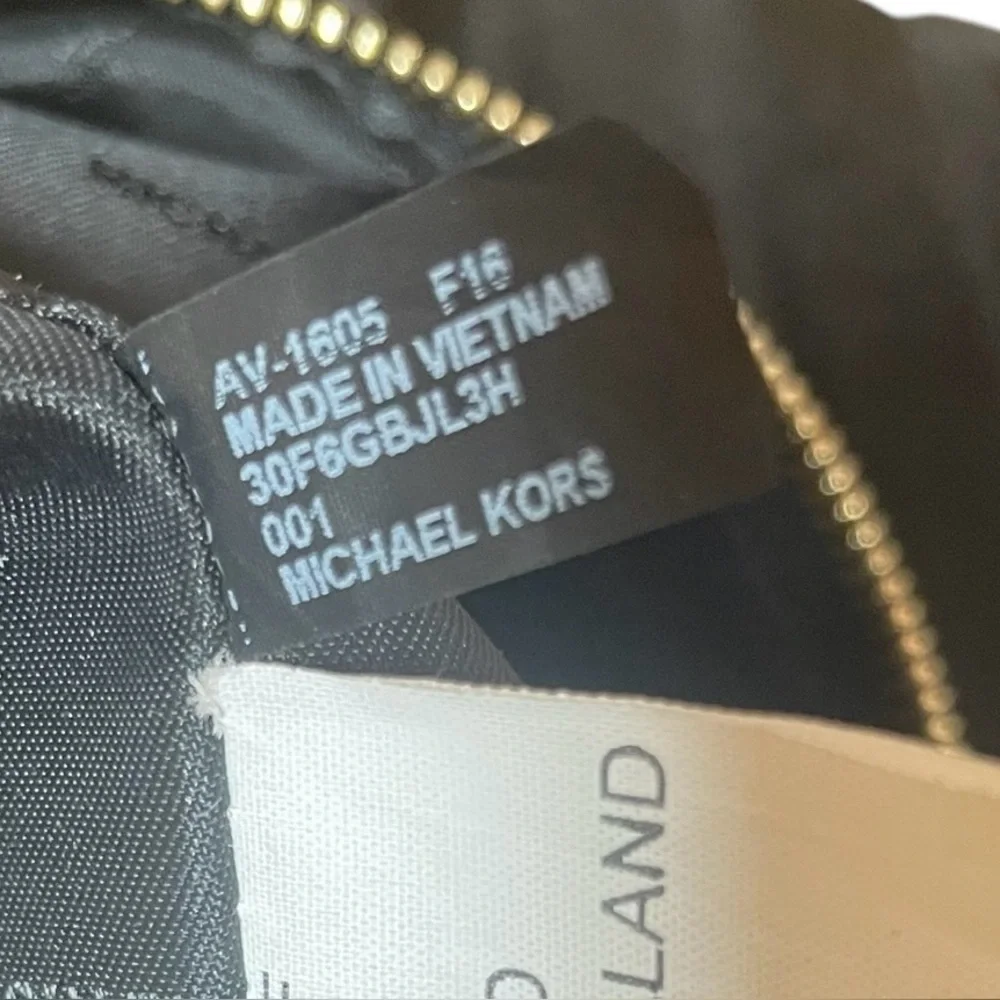 AV-1605 F16
MADE IN VIETNAM
30F6GBJL3H
001
MICHAEL KORS
LAND